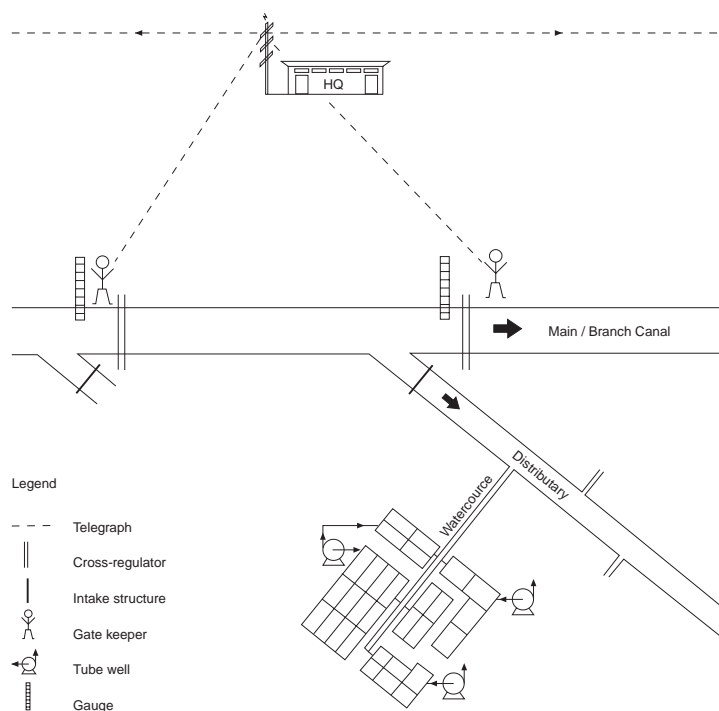 HQ
Main / Branch Canal
Distributary
Watercource
Legend
Telegraph
Cross-regulator
Intake structure
Gate keeper
Tube well
Gauge